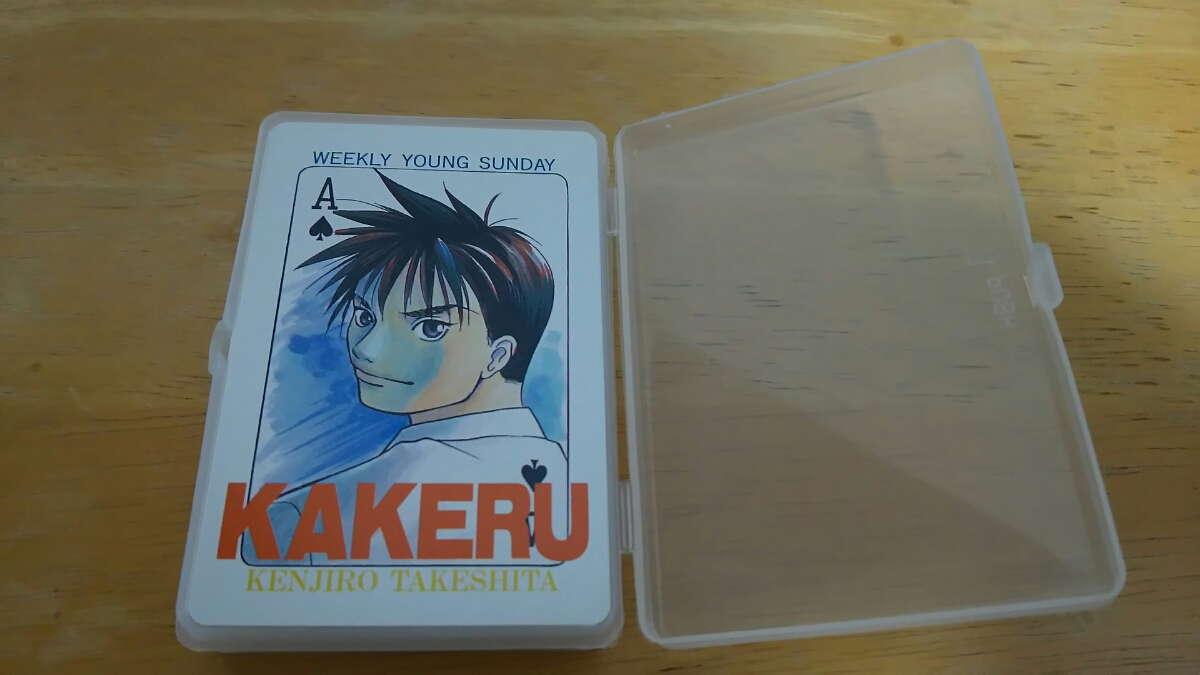 WEEKLY YOUNG SUNDAY
A
KAKERU
KENJIRO TAKESHITA